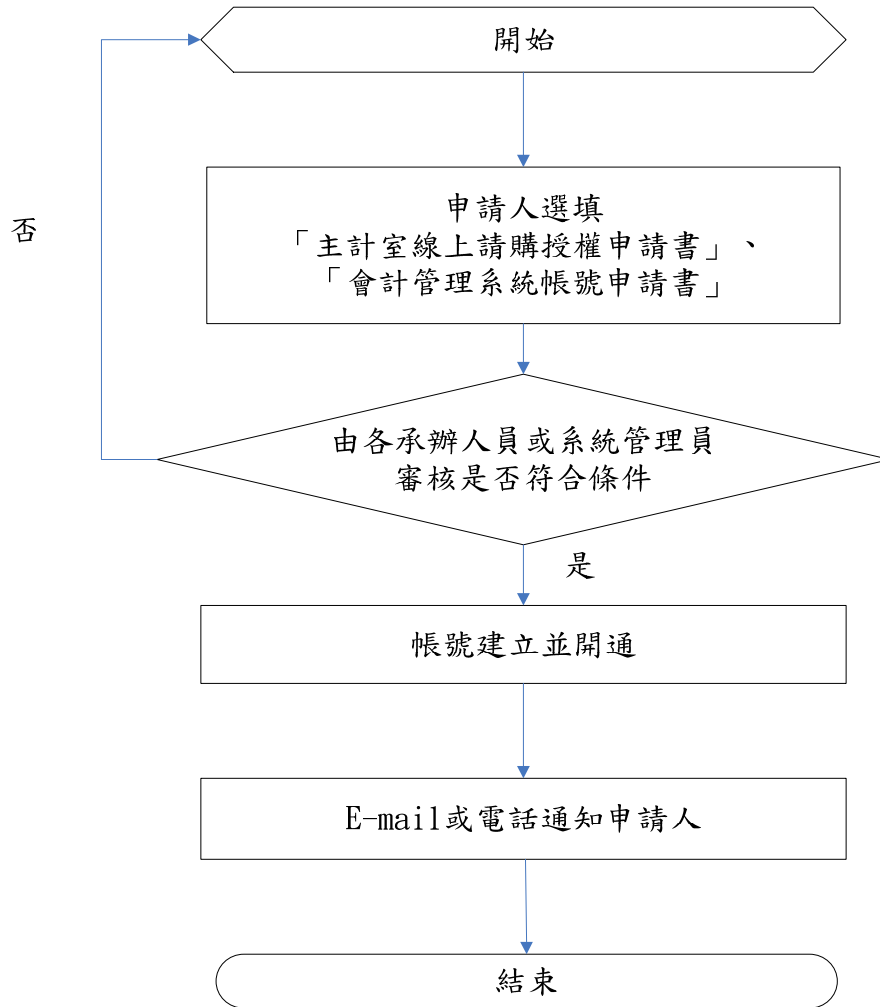 開始
否
申請人選填
「主計室線上請購授權申請書」、
「會計管理系統帳號申請書」
由各承辦人員或系統管理員
審核是否符合條件
是
帳號建立並開通
E-mail或電話通知申請人
結束